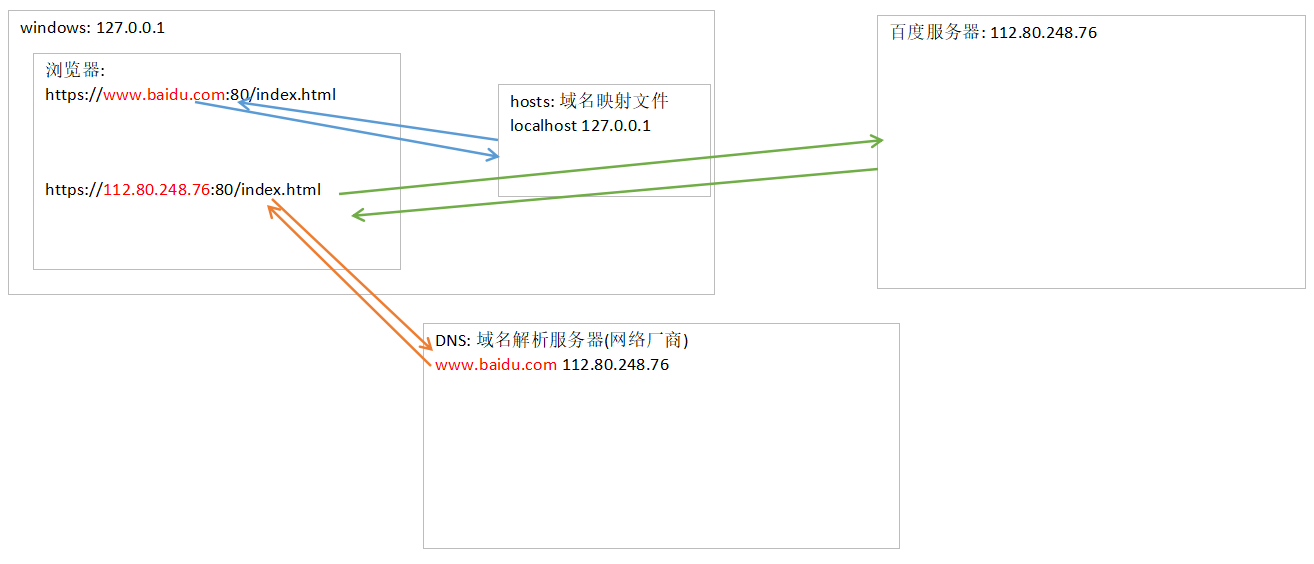 windows: 127.0.0.1
浏览器:
https://www.baidu.com:80/index.html
https://112.80.248.76:80/index.html
hosts: 域名映射文件
localhost 127.0.0.1
百度服务器: 112.80.248.76
DNS: 域名解析服务器(网络厂商)
www.baidu.com 112.80.248.76